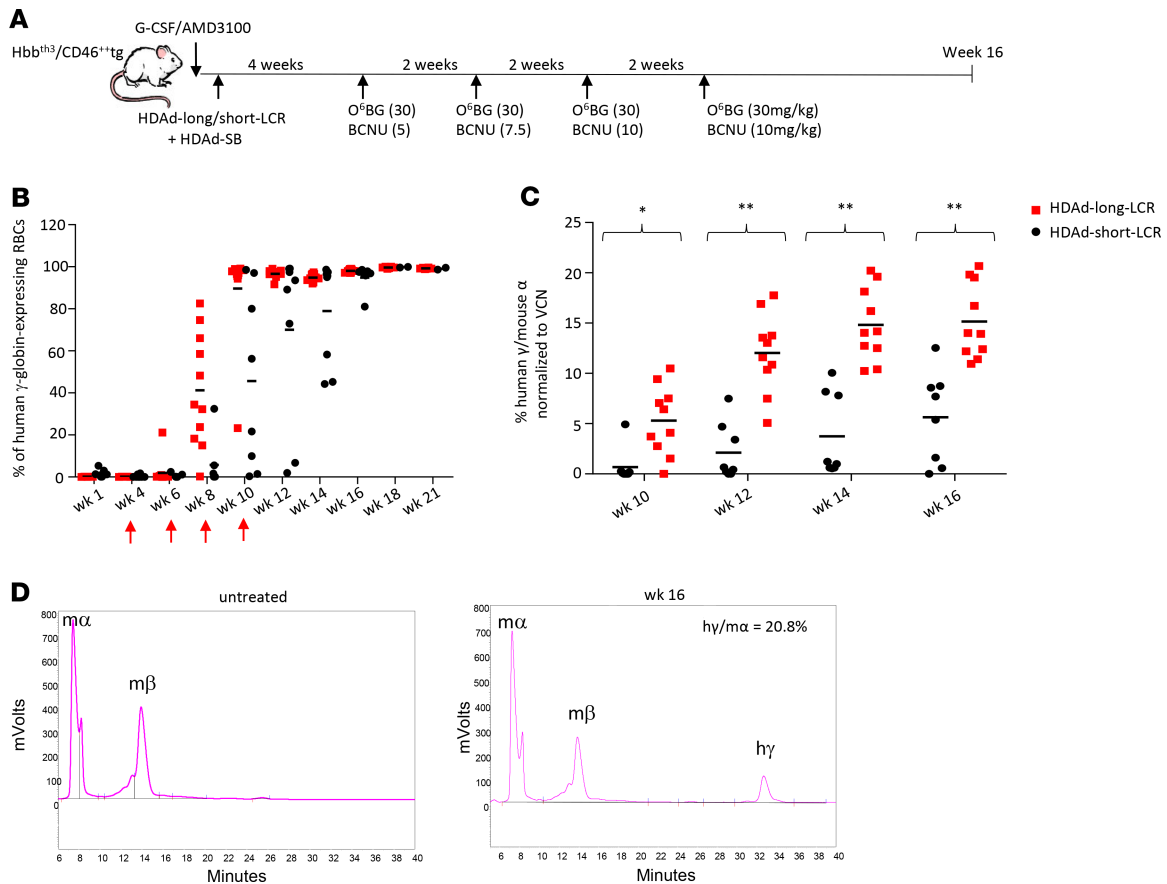 A
G-CSF/AMD3100
Hbbth3/CD46++tg
4 weeks
2 weeks
2 weeks
2 weeks
Week 16
HDAd-long/short-LCR
+ HDAd-SB
O6BG (30)
BCNU (5)
O6BG (30)
BCNU (7.5)
O6BG (30)
BCNU (10)
O6BG (30mg/kg)
BCNU (10mg/kg)
B
% of human γ-globin-expressing RBCs
120
100
80
60
40
20
0
wk 1
wk 4
wk 6
wk 8
wk 10
wk 12
wk 14
wk 16
wk 18
wk 21
C
% human γ/mouse α
normalized to VCN
25
20
15
10
5
0
*
**
**
**
wk 10
wk 12
wk 14
wk 16
HDAd-long-LCR
HDAd-short-LCR
D
untreated
mVolts
800
700
600
500
400
300
200
100
0
mα
mβ
6 8 10 12 14 16 18 20 22 24 26 28 30 32 34 36 38 40
Minutes
wk 16
hγ/mα = 20.8%
mVolts
800
700
600
500
400
300
200
100
0
mα
mβ
hγ
6 8 10 12 14 16 18 20 22 24 26 28 30 32 34 36 38 40
Minutes